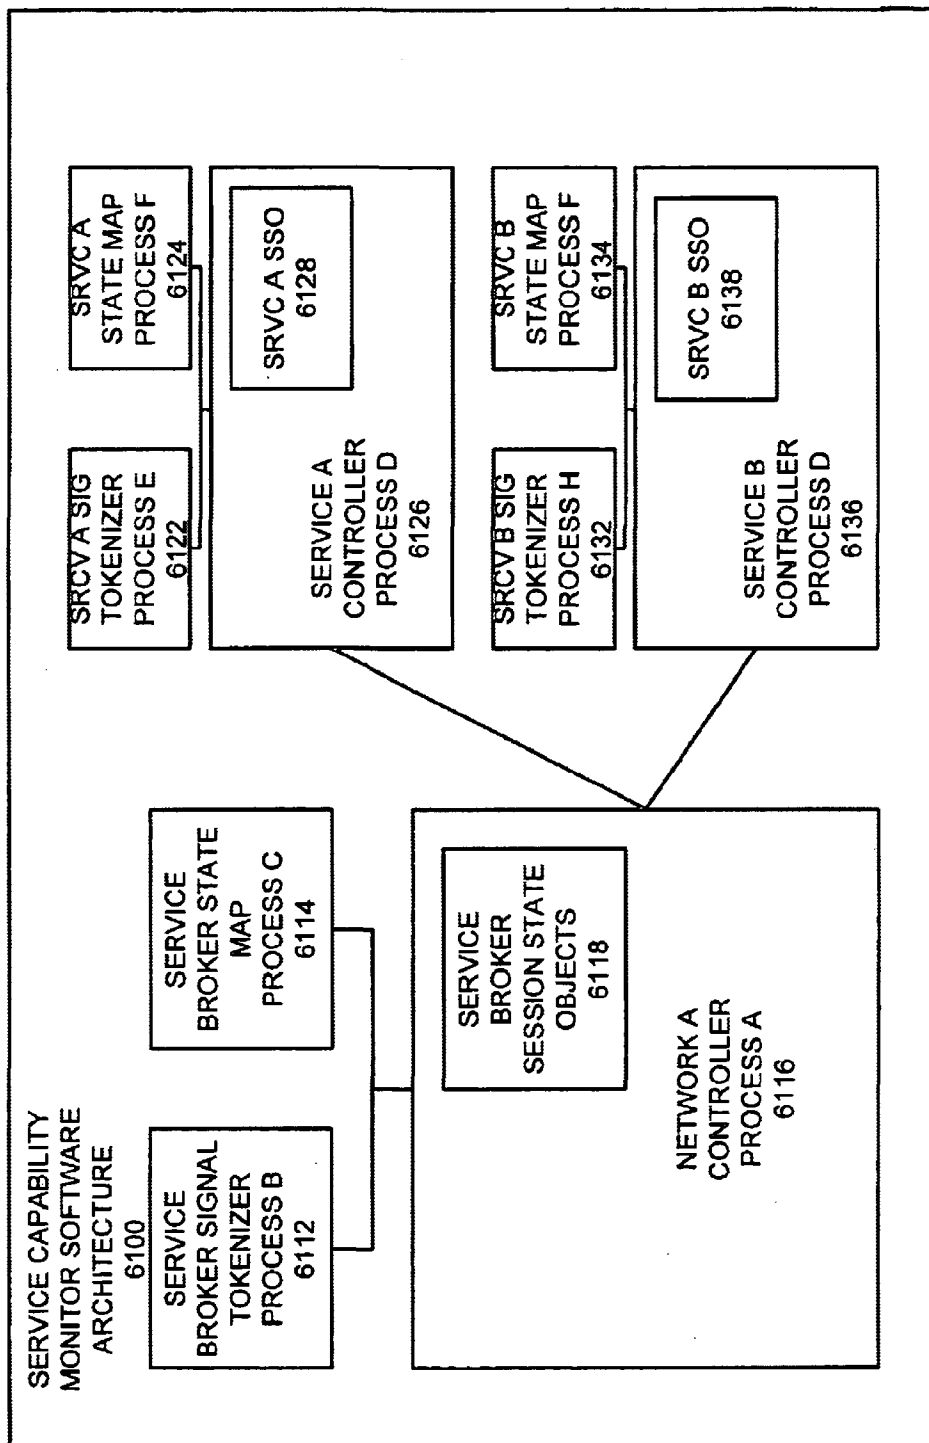 SERVICE CAPABILITY
MONITOR SOFTWARE
ARCHITECTURE
6100
SERVICE
BROKER SIGNAL
TOKENIZER
PROCESS B
6112
SERVICE
BROKER STATE
MAP
PROCESS C
6114
SERVICE
BROKER
SESSION STATE
OBJECTS
6118
NETWORK A
CONTROLLER
PROCESS A
6116
SRCV A SIG
TOKENIZER
PROCESS E
6122
SRVC A
STATE MAP
PROCESS F
6124
SRVC A SSO
6128
SERVICE A
CONTROLLER
PROCESS D
6126
SRCV B SIG
TOKENIZER
PROCESS H
6132
SRVC B
STATE MAP
PROCESS F
6134
SRVC B SSO
6138
SERVICE B
CONTROLLER
PROCESS D
6136